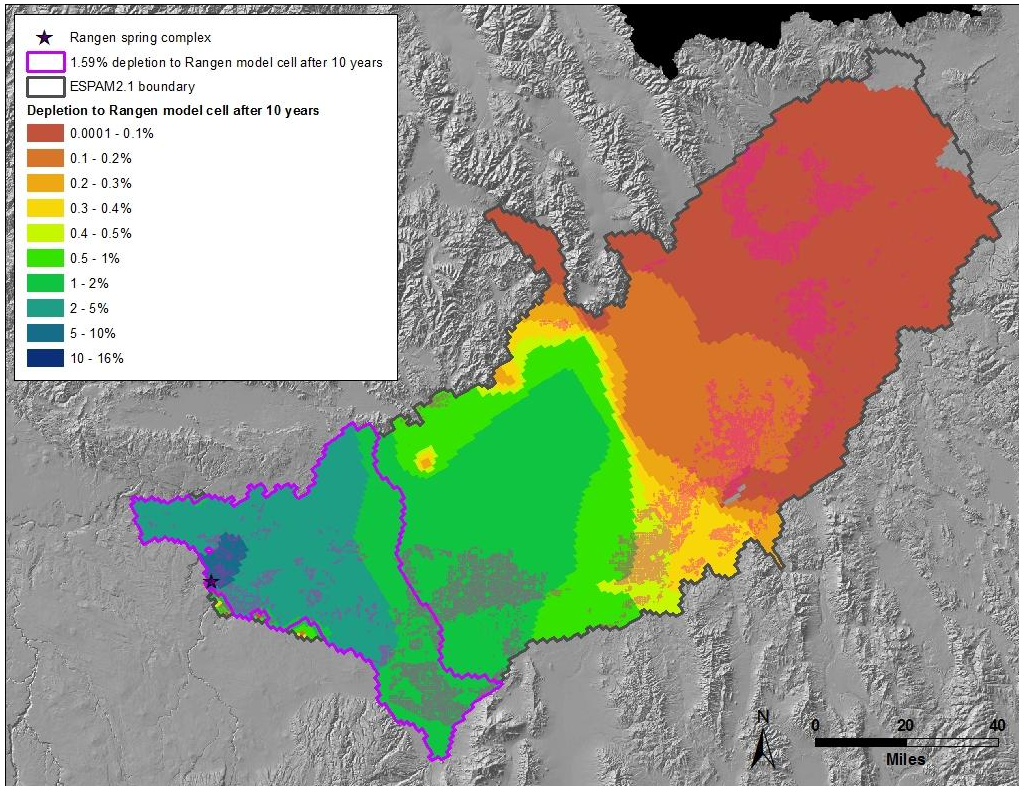 Rangen spring complex
1.59% depletion to Rangen model cell after 10 years
ESPAM2.1 boundary
Depletion to Rangen model cell after 10 years
0.0001 - 0.1%
0.1 - 0.2%
0.2 - 0.3%
0.3 - 0.4%
0.4 - 0.5%
0.5 - 1%
1 - 2%
2 - 5%
5 - 10%
10 - 16%
N
0 20 40
Miles